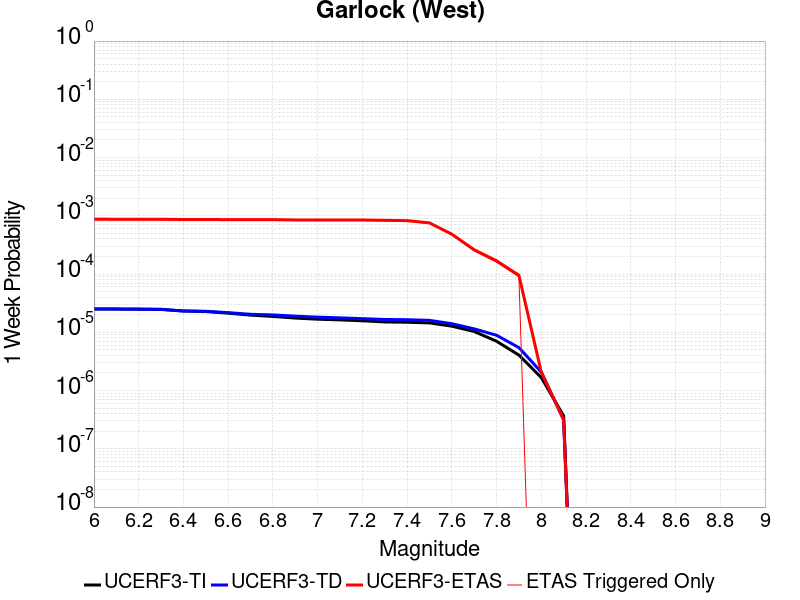 Garlock (West)
10^0
10^-1
10^-2
10^-3
10^-4
10^-5
10^-6
10^-7
10^-8
1 Week Probability
6 6.2 6.4 6.6 6.8 7 7.2 7.4 7.6 7.8 8 8.2 8.4 8.6 8.8 9
Magnitude
UCERF3-TI UCERF3-TD UCERF3-ETAS ETAS Triggered Only